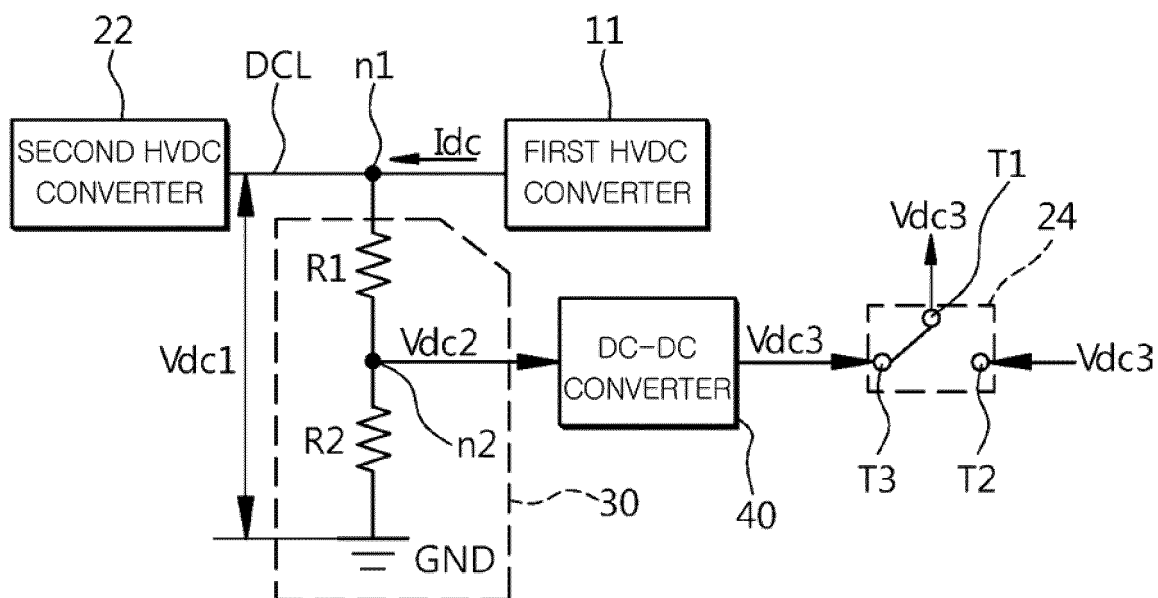 22
DCL
n1
11
SECOND HVDC
CONVERTER
Idc
FIRST HVDC
CONVERTER
T1
Vdc3
24
R1
Vdc1
Vdc2
DC-DC
CONVERTER
Vdc3
Vdc3
R2
n2
T3
T2
30
40
GND